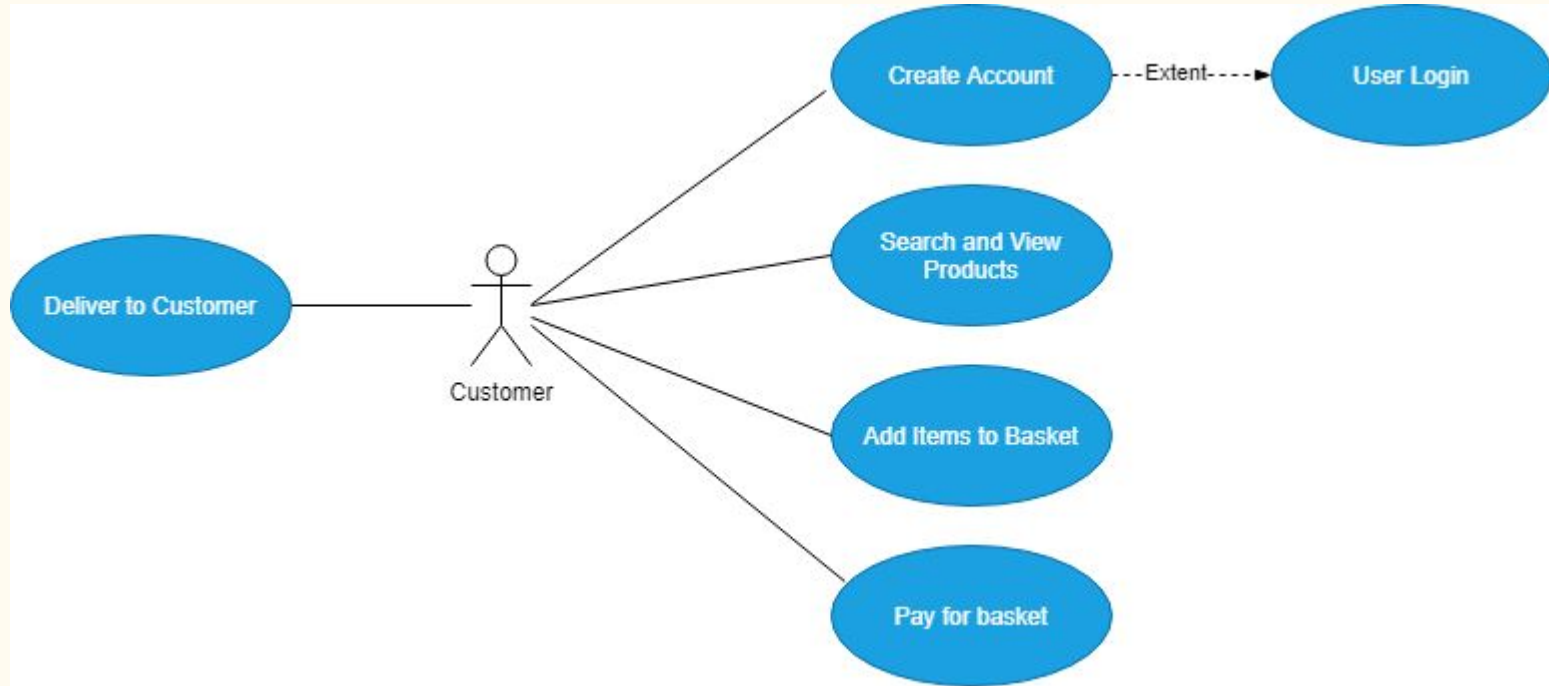 Create Account
Extent
User Login
Search and View
Products
Deliver to Customer
Customer
Add Items to Basket
Pay for basket